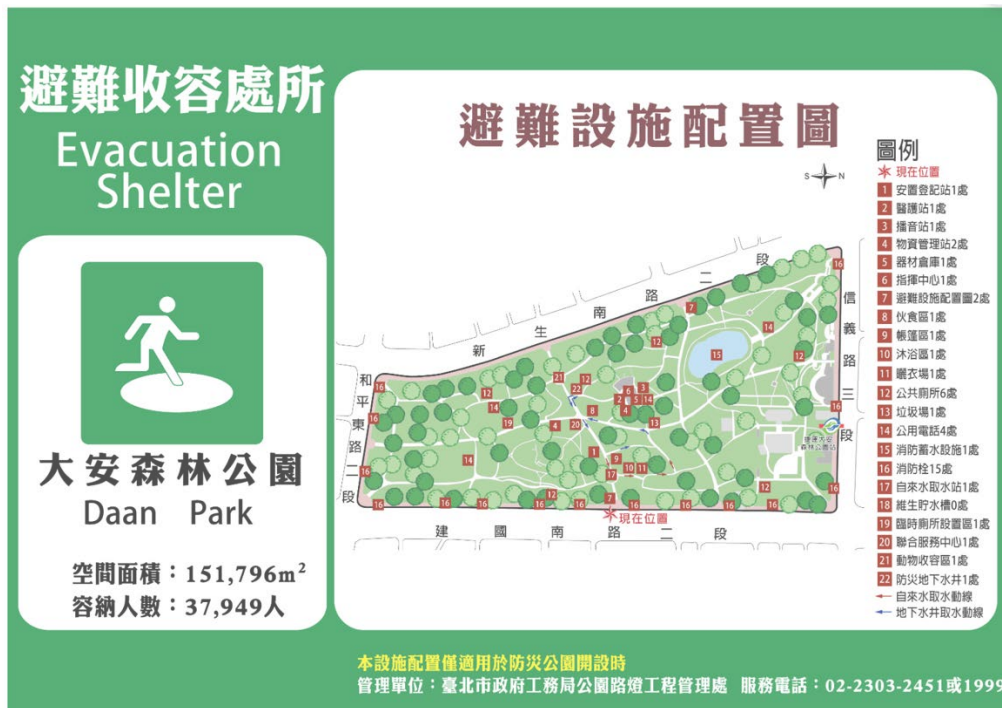 避難收容處所
Evacuation
Shelter
大安森林公園
Daan Park
空間面積：151,796m²
容納人數：37,949人
避難設施配置圖
S N
新生南路二段
信義路三段
和平東路二段
建國南路二段
捷運大安
森林公園站
現在位置
圖例
現在位置
1 安置登記站1處
2 醫護站1處
3 播音站1處
4 物資管理站2處
5 器材倉庫1處
6 指揮中心1處
7 避難設施配置圖2處
8 伙食區1處
9 帳篷區1處
10 沐浴區1處
11 曬衣場1處
12 公共廁所6處
13 垃圾場1處
14 公用電話4處
15 消防蓄水設施1處
16 消防栓15處
17 自來水取水站1處
18 維生貯水槽0處
19 臨時廁所設置區1處
20 聯合服務中心1處
21 動物收容區1處
22 防災地下水井1處
自來水取水動線
地下水井取水動線
本設施配置僅適用於防災公園開設時
管理單位：臺北市政府工務局公園路燈工程管理處 服務電話：02-2303-2451或1999